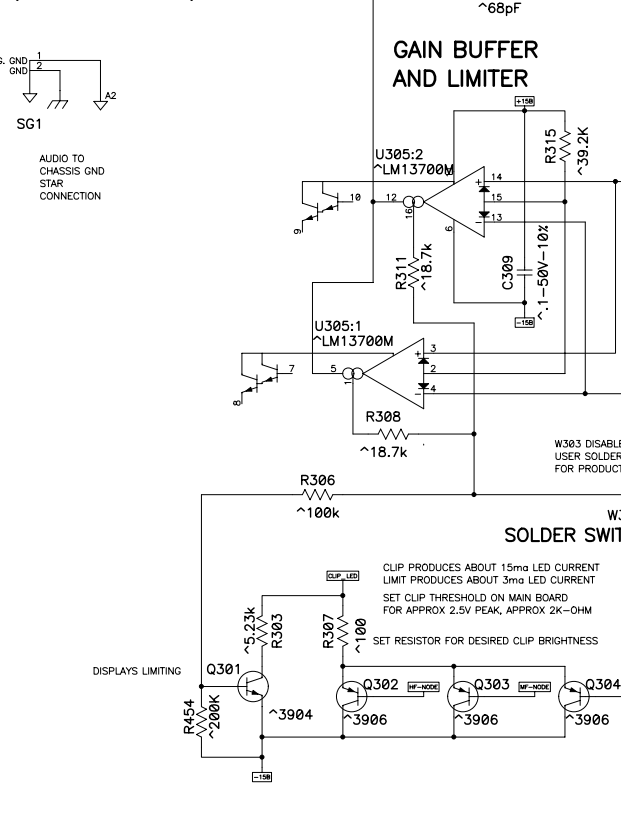 ^68pF
GAIN BUFFER
AND LIMITER
GND
1
GND
2
A2
SG1
AUDIO TO
CHASSIS GND
STAR
CONNECTION
+15B
R315
^39.2K
U305:2
^LM13700M
14
15
13
12
16
10
9
6
R311
^18.7k
C309
^.1-50V-10%
-15B
U305:1
^LM13700M
3
2
4
5
1
7
8
R308
^18.7k
W303 DISABLE
USER SOLDER
FOR PRODUCT
R306
^100k
SOLDER SWIT
CLIP_LED
CLIP PRODUCES ABOUT 15ma LED CURRENT
LIMIT PRODUCES ABOUT 3ma LED CURRENT
SET CLIP THRESHOLD ON MAIN BOARD
FOR APPROX 2.5V PEAK, APPROX 2K-OHM
^5.23k
R303
R307
^100
SET RESISTOR FOR DESIRED CLIP BRIGHTNESS
DISPLAYS LIMITING
Q301
^3904
Q302
HF-NODE
^3906
Q303
MF-NODE
^3906
Q304
^3906
R454
^200K
-15B